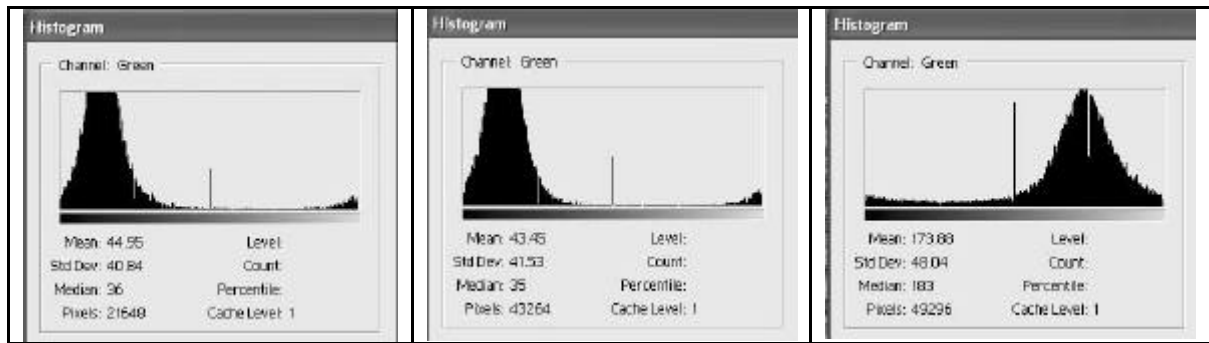 Histogram
Channel: Green
Mean: 44.95 Level:
Std Dev: 40.84 Count:
Median: 36 Percentile:
Pixels: 21648 Cache Level: 1
Histogram
Channel: Green
Mean: 43.45 Level:
Std Dev: 41.53 Count:
Median: 35 Percentile:
Pixels: 43264 Cache Level: 1
Histogram
Channel: Green
Mean: 173.88 Level:
Std Dev: 48.04 Count:
Median: 183 Percentile:
Pixels: 49296 Cache Level: 1